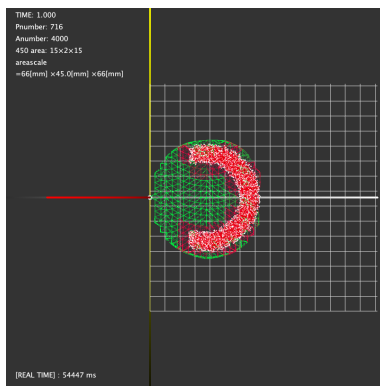 TIME: 1.000
Pnumber: 716
Anumber: 4000
450 area: 15×2×15
areascale
=66[mm] ×45.0[mm] ×66[mm]
[REAL TIME] : 54447 ms